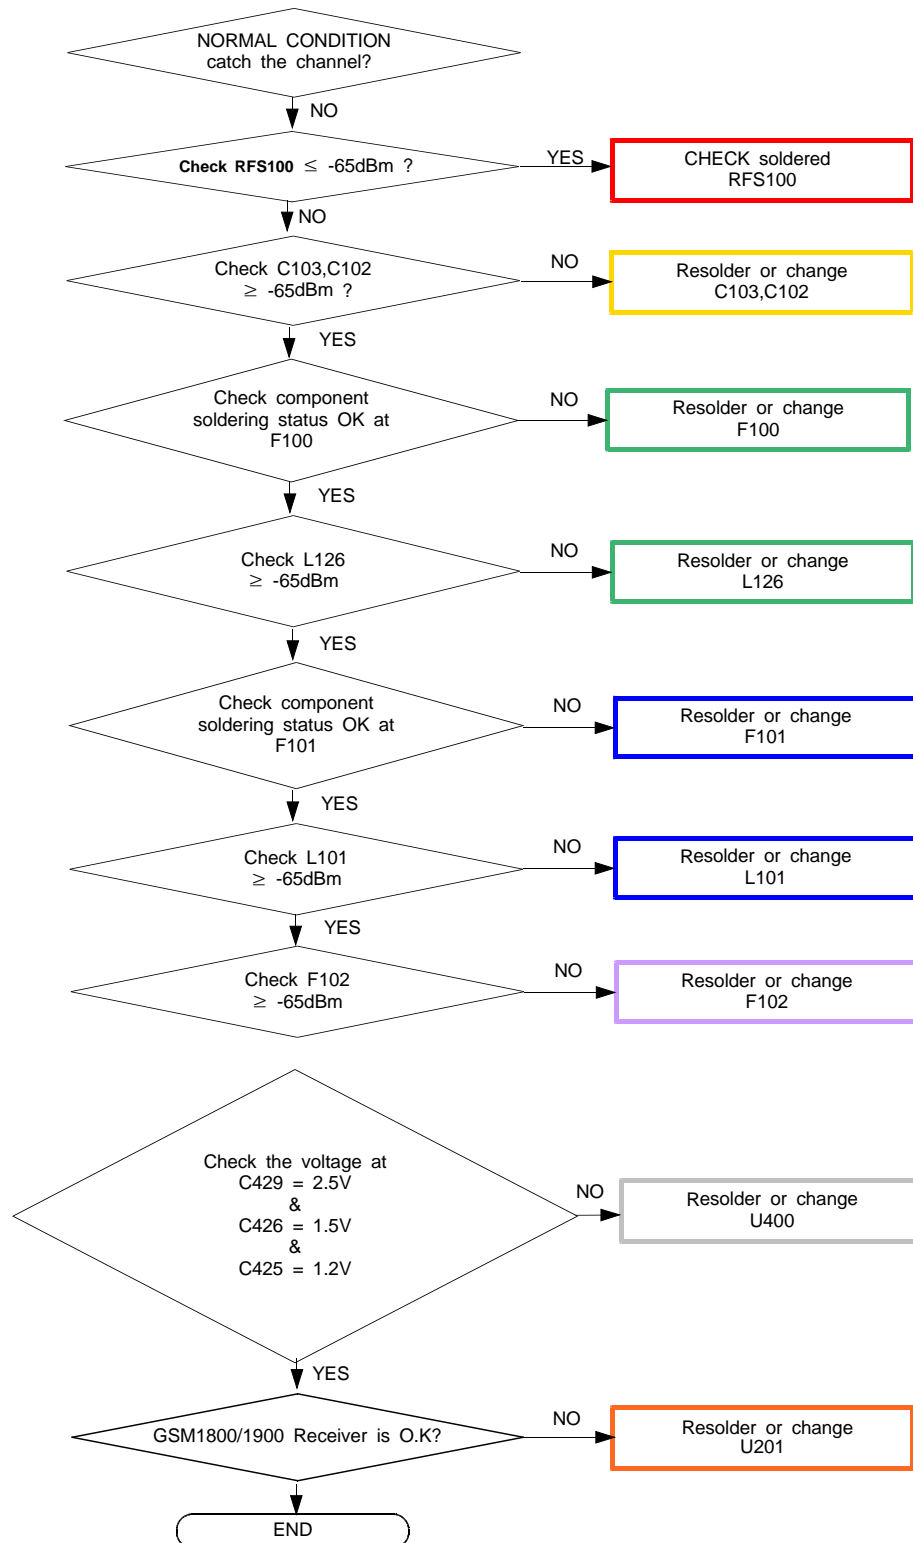 NORMAL CONDITION
catch the channel?
NO
Check RFS100 ≤ -65dBm ?
YES
CHECK soldered
RFS100
NO
Check C103,C102
≥ -65dBm ?
NO
Resolder or change
C103,C102
YES
Check component
soldering status OK at
F100
NO
Resolder or change
F100
YES
Check L126
≥ -65dBm
NO
Resolder or change
L126
YES
Check component
soldering status OK at
F101
NO
Resolder or change
F101
YES
Check L101
≥ -65dBm
NO
Resolder or change
L101
YES
Check F102
≥ -65dBm
NO
Resolder or change
F102
Check the voltage at
C429 = 2.5V
&
C426 = 1.5V
&
C425 = 1.2V
NO
Resolder or change
U400
YES
GSM1800/1900 Receiver is O.K?
NO
Resolder or change
U201
END